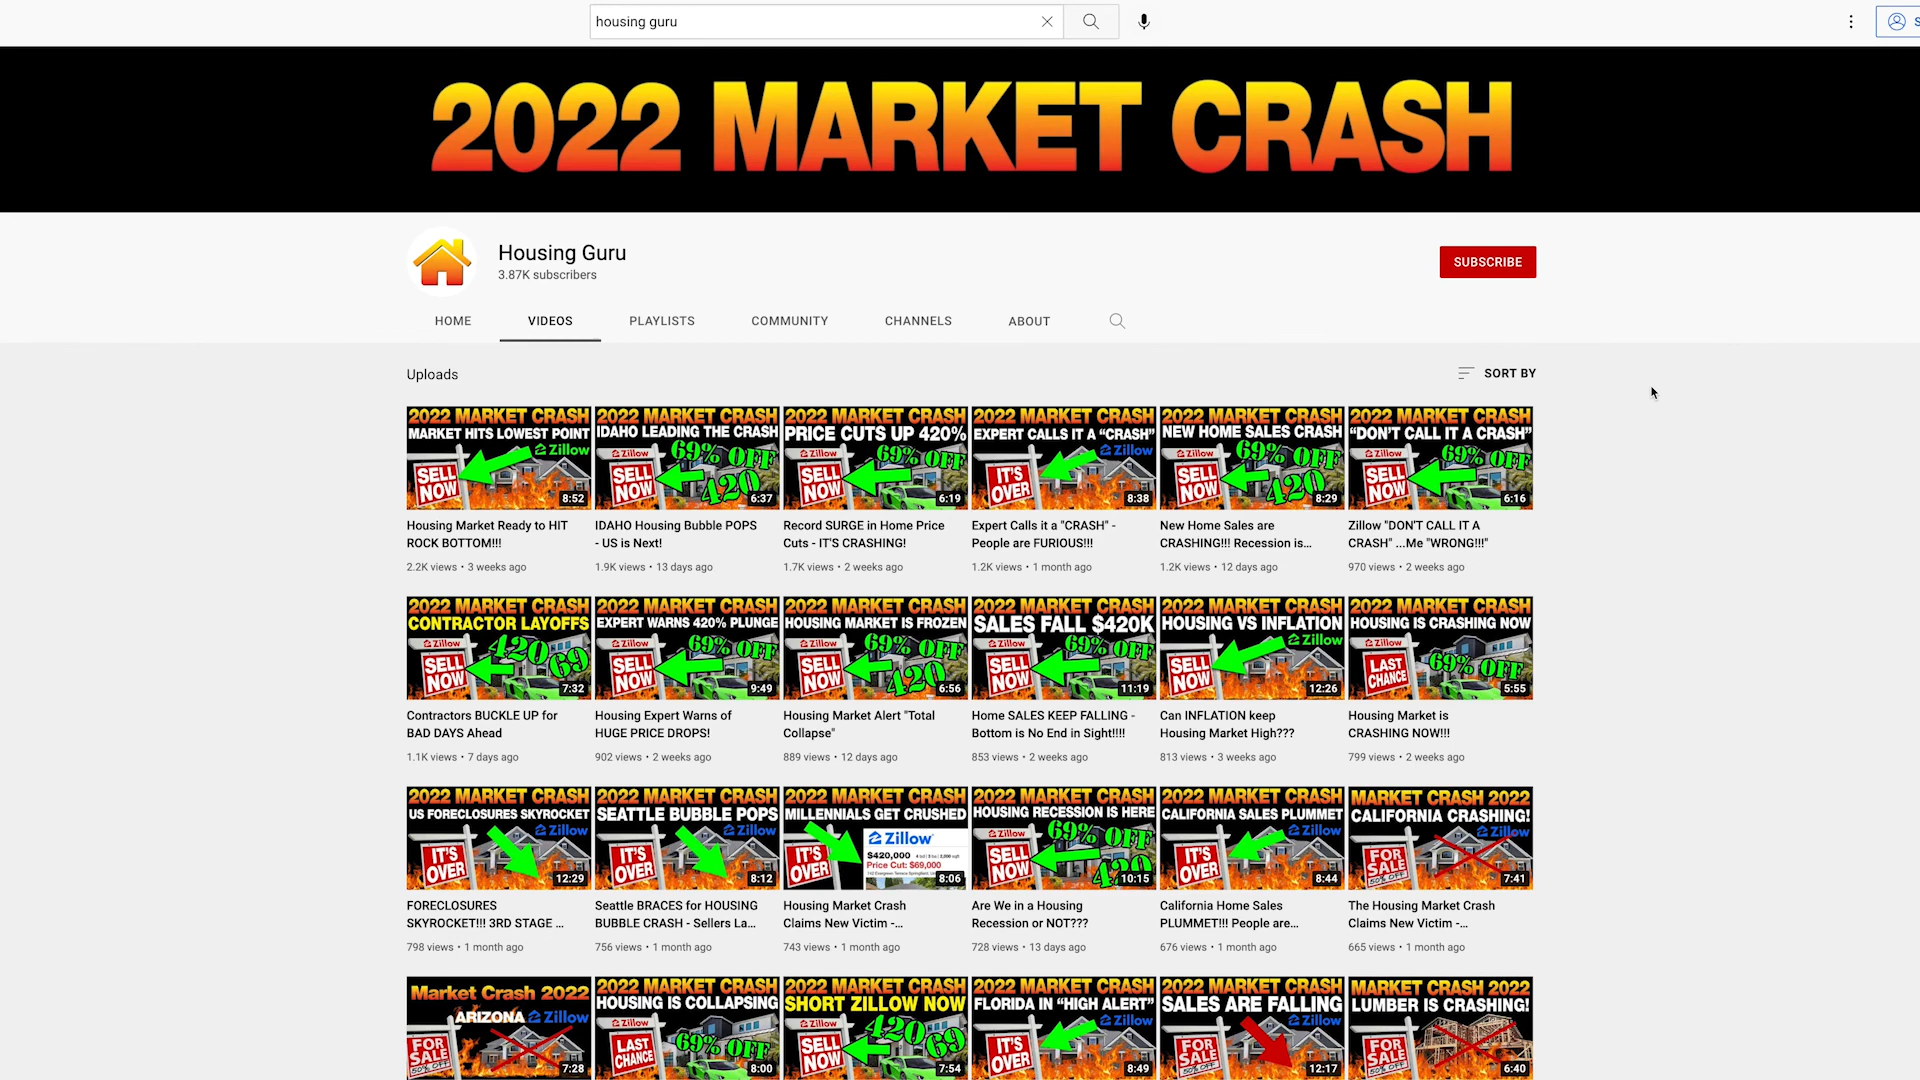 housing guru
S
2022 MARKET CRASH
Housing Guru
3.87K subscribers
SUBSCRIBE
HOME VIDEOS PLAYLISTS COMMUNITY CHANNELS ABOUT
Uploads
SORT BY
2022 MARKET CRASH
MARKET HITS LOWEST POINT
Zillow
SELL NOW
8:52
2022 MARKET CRASH
IDAHO LEADING THE CRASH
Zillow
69% OFF
SELL NOW
420
6:37
2022 MARKET CRASH
PRICE CUTS UP 420%
Zillow
69% OFF
SELL NOW
6:19
2022 MARKET CRASH
EXPERT CALLS IT A “CRASH”
Zillow
IT'S OVER
8:38
2022 MARKET CRASH
NEW HOME SALES CRASH
Zillow
69% OFF
SELL NOW
420
8:29
2022 MARKET CRASH
“DON'T CALL IT A CRASH”
Zillow
69% OFF
SELL NOW
6:16
Housing Market Ready to HIT
ROCK BOTTOM!!!
2.2K views • 3 weeks ago
IDAHO Housing Bubble POPS
- US is Next!
1.9K views • 13 days ago
Record SURGE in Home Price
Cuts - IT'S CRASHING!
1.7K views • 2 weeks ago
Expert Calls it a "CRASH" -
People are FURIOUS!!!
1.2K views • 1 month ago
New Home Sales are
CRASHING!!! Recession is...
1.2K views • 12 days ago
Zillow "DON'T CALL IT A
CRASH" ...Me "WRONG!!!"
970 views • 2 weeks ago
2022 MARKET CRASH
CONTRACTOR LAYOFFS
Zillow
420 69
SELL NOW
7:32
2022 MARKET CRASH
EXPERT WARNS 420% PLUNGE
Zillow
69% OFF
SELL NOW
9:49
2022 MARKET CRASH
HOUSING MARKET IS FROZEN
Zillow
69% OFF
SELL NOW
420
6:56
2022 MARKET CRASH
SALES FALL $420K
Zillow
69% OFF
SELL NOW
11:19
2022 MARKET CRASH
HOUSING VS INFLATION
Zillow
SELL NOW
12:26
2022 MARKET CRASH
HOUSING IS CRASHING NOW
Zillow
69% OFF
LAST CHANCE
5:55
Contractors BUCKLE UP for
BAD DAYS Ahead
1.1K views • 7 days ago
Housing Expert Warns of
HUGE PRICE DROPS!
902 views • 2 weeks ago
Housing Market Alert "Total
Collapse"
889 views • 12 days ago
Home SALES KEEP FALLING -
Bottom is No End in Sight!!!!
853 views • 2 weeks ago
Can INFLATION keep
Housing Market High???
813 views • 3 weeks ago
Housing Market is
CRASHING NOW!!!
799 views • 2 weeks ago
2022 MARKET CRASH
US FORECLOSURES SKYROCKET
Zillow
IT'S OVER
12:29
2022 MARKET CRASH
SEATTLE BUBBLE POPS
Zillow
IT'S OVER
8:12
2022 MARKET CRASH
MILLENNIALS GET CRUSHED
Zillow
$420,000
Price Cut: $69,000
IT'S OVER
8:06
2022 MARKET CRASH
HOUSING RECESSION IS HERE
Zillow
69% OFF
SELL NOW
420
10:15
2022 MARKET CRASH
CALIFORNIA SALES PLUMMET
Zillow
IT'S OVER
8:44
MARKET CRASH 2022
CALIFORNIA CRASHING!
Zillow
FOR SALE
50% OFF
7:41
FORECLOSURES
SKYROCKET!!! 3RD STAGE ...
798 views • 1 month ago
Seattle BRACES for HOUSING
BUBBLE CRASH - Sellers La...
756 views • 1 month ago
Housing Market Crash
Claims New Victim -...
743 views • 1 month ago
Are We in a Housing
Recession or NOT???
728 views • 13 days ago
California Home Sales
PLUMMET!!! People are...
676 views • 1 month ago
The Housing Market Crash
Claims New Victim -...
665 views • 1 month ago
Market Crash 2022
ARIZONA Zillow
FOR SALE
50% OFF
7:28
2022 MARKET CRASH
HOUSING IS COLLAPSING
Zillow
69% OFF
LAST CHANCE
8:00
2022 MARKET CRASH
SHORT ZILLOW NOW
Zillow
420 69
SELL NOW
7:54
2022 MARKET CRASH
FLORIDA IN “HIGH ALERT”
Zillow
IT'S OVER
8:49
2022 MARKET CRASH
SALES ARE FALLING
Zillow
FOR SALE
50% OFF
12:17
MARKET CRASH 2022
LUMBER IS CRASHING!
FOR SALE
50% OFF
6:40